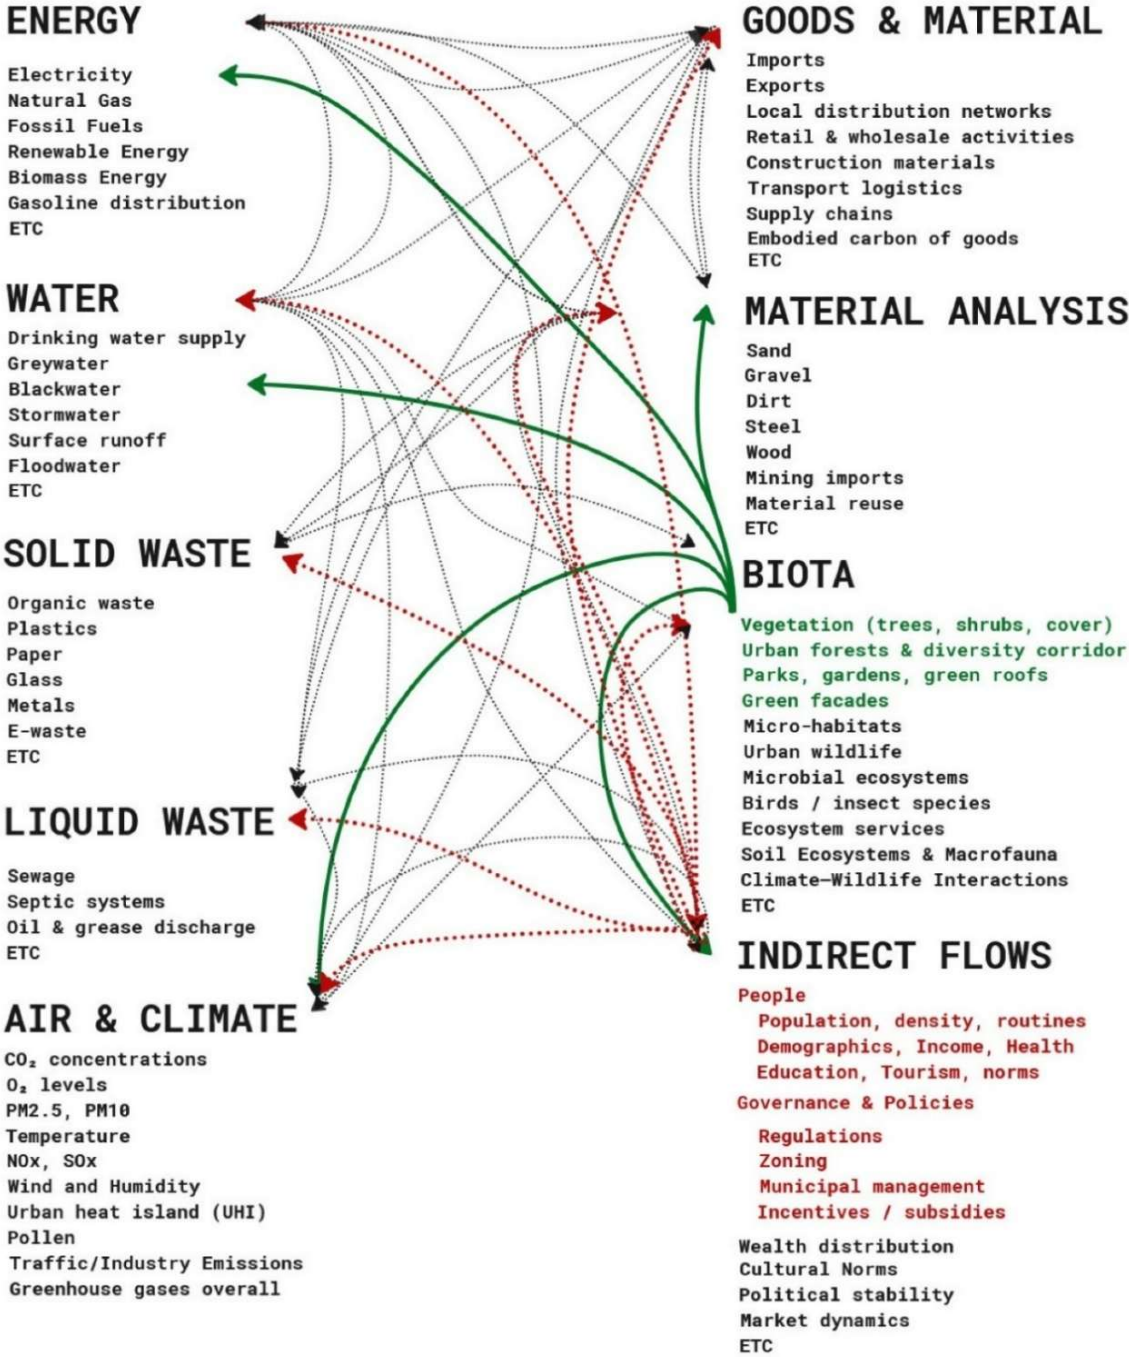 ENERGY
Electricity
Natural Gas
Fossil Fuels
Renewable Energy
Biomass Energy
Gasoline distribution
ETC
WATER
Drinking water supply
Greywater
Blackwater
Stormwater
Surface runoff
Floodwater
ETC
SOLID WASTE
Organic waste
Plastics
Paper
Glass
Metals
E-waste
ETC
LIQUID WASTE
Sewage
Septic systems
Oil & grease discharge
ETC
AIR & CLIMATE
CO₂ concentrations
O₂ levels
PM2.5, PM10
Temperature
NOx, SOx
Wind and Humidity
Urban heat island (UHI)
Pollen
Traffic/Industry Emissions
Greenhouse gases overall
GOODS & MATERIAL
Imports
Exports
Local distribution networks
Retail & wholesale activities
Construction materials
Transport logistics
Supply chains
Embodied carbon of goods
ETC
MATERIAL ANALYSIS
Sand
Gravel
Dirt
Steel
Wood
Mining imports
Material reuse
ETC
BIOTA
Vegetation (trees, shrubs, cover)
Urban forests & diversity corridor
Parks, gardens, green roofs
Green facades
Micro-habitats
Urban wildlife
Microbial ecosystems
Birds / insect species
Ecosystem services
Soil Ecosystems & Macrofauna
Climate–Wildlife Interactions
ETC
INDIRECT FLOWS
People
Population, density, routines
Demographics, Income, Health
Education, Tourism, norms
Governance & Policies
Regulations
Zoning
Municipal management
Incentives / subsidies
Wealth distribution
Cultural Norms
Political stability
Market dynamics
ETC